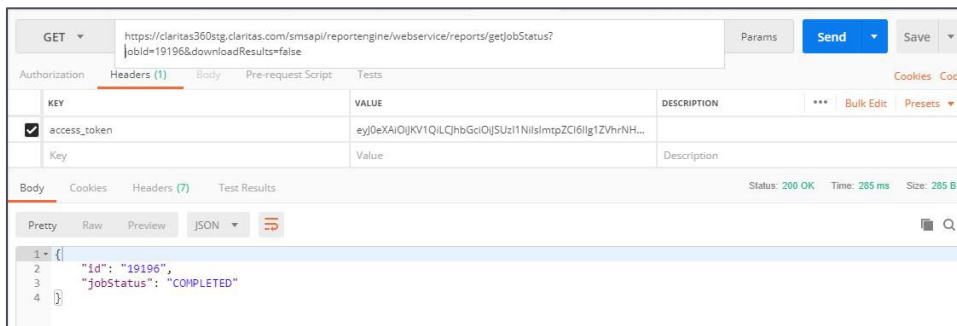 GET
https://claritas360stg.claritas.com/smsapi/reportengine/webservice/reports/getJobStatus?
jobId=19196&downloadResults=false
Params
Send
Save
Authorization Headers (1) Body Pre-request Script Tests
Cookies
KEY VALUE DESCRIPTION ••• Bulk Edit Presets
access_token
Key Value Description
Body Cookies Headers (7) Test Results Status: 200 OK Time: 285 ms Size: 285 B
Pretty Raw Preview JSON
1 {
2 "id": "19196",
3 "jobStatus": "COMPLETED"
4 }